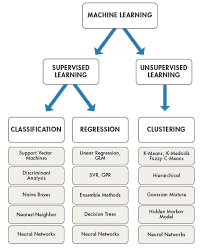 MACHINE LEARNING
SUPERVISED
LEARNING
UNSUPERVISED
LEARNING
CLASSIFICATION
REGRESSION
CLUSTERING
Support Vector
Machines
Linear Regression,
GLM
K-Means, K-Medoids
Fuzzy C-Means
Discriminant
Analysis
SVR, GPR
Hierarchical
Naive Bayes
Ensemble Methods
Gaussian Mixture
Nearest Neighbor
Decision Trees
Hidden Markov
Model
Neural Networks
Neural Networks
Neural Networks